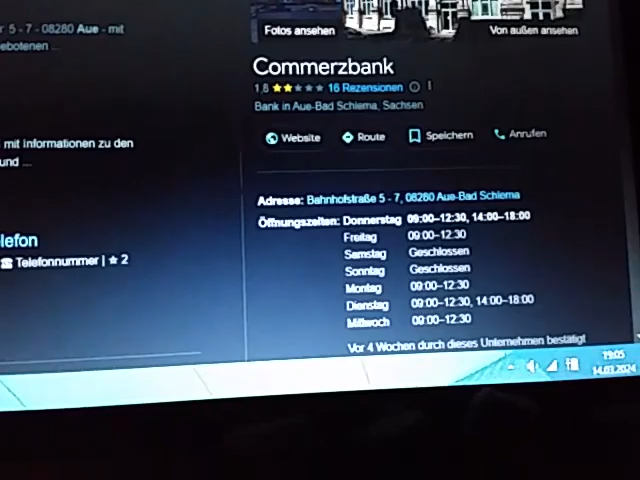 r 5 - 7 - 08280 Aue - mit
ebotenen ...
mit Informationen zu den
und ...
lefon
Telefonnummer | ☆ 2
Fotos ansehen
Von außen ansehen
Commerzbank
1,8 16 Rezensionen
Bank in Aue-Bad Schlema, Sachsen
Website Route Speichern Anrufen
Adresse: Bahnhofstraße 5 - 7, 08280 Aue-Bad Schlema
Öffnungszeiten: Donnerstag 09:00–12:30, 14:00–18:00
Freitag 09:00–12:30
Samstag Geschlossen
Sonntag Geschlossen
Montag 09:00–12:30
Dienstag 09:00–12:30, 14:00–18:00
Mittwoch 09:00–12:30
Vor 4 Wochen durch dieses Unternehmen bestätigt
19:05
14.03.2024